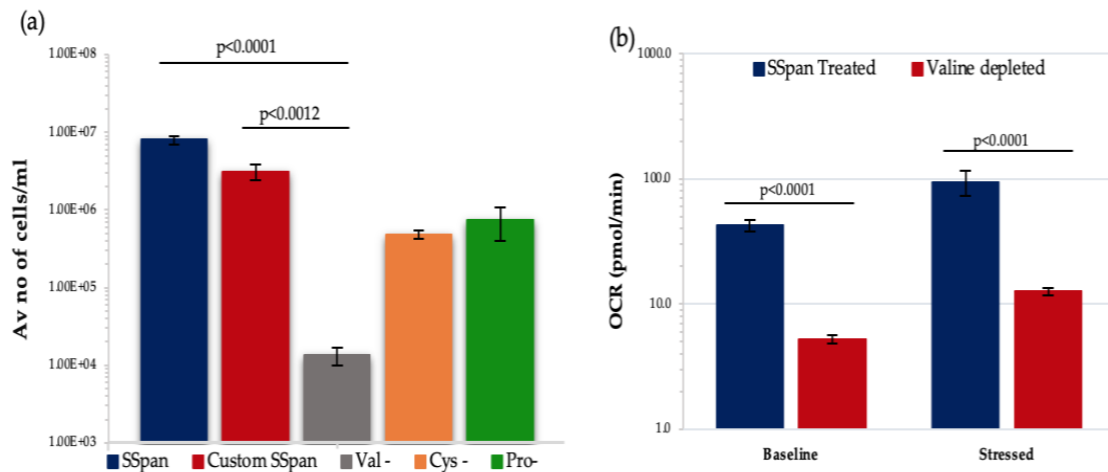 (a)
p<0.0001
p<0.0012
1.00E+08
1.00E+07
1.00E+06
1.00E+05
1.00E+04
1.00E+03
Av no of cells/ml
SSpan Custom SSpan Val - Cys - Pro-
(b)
1000.0
100.0
10.0
1.0
OCR (pmol/min)
SSpan Treated Valine depleted
p<0.0001
p<0.0001
Baseline Stressed